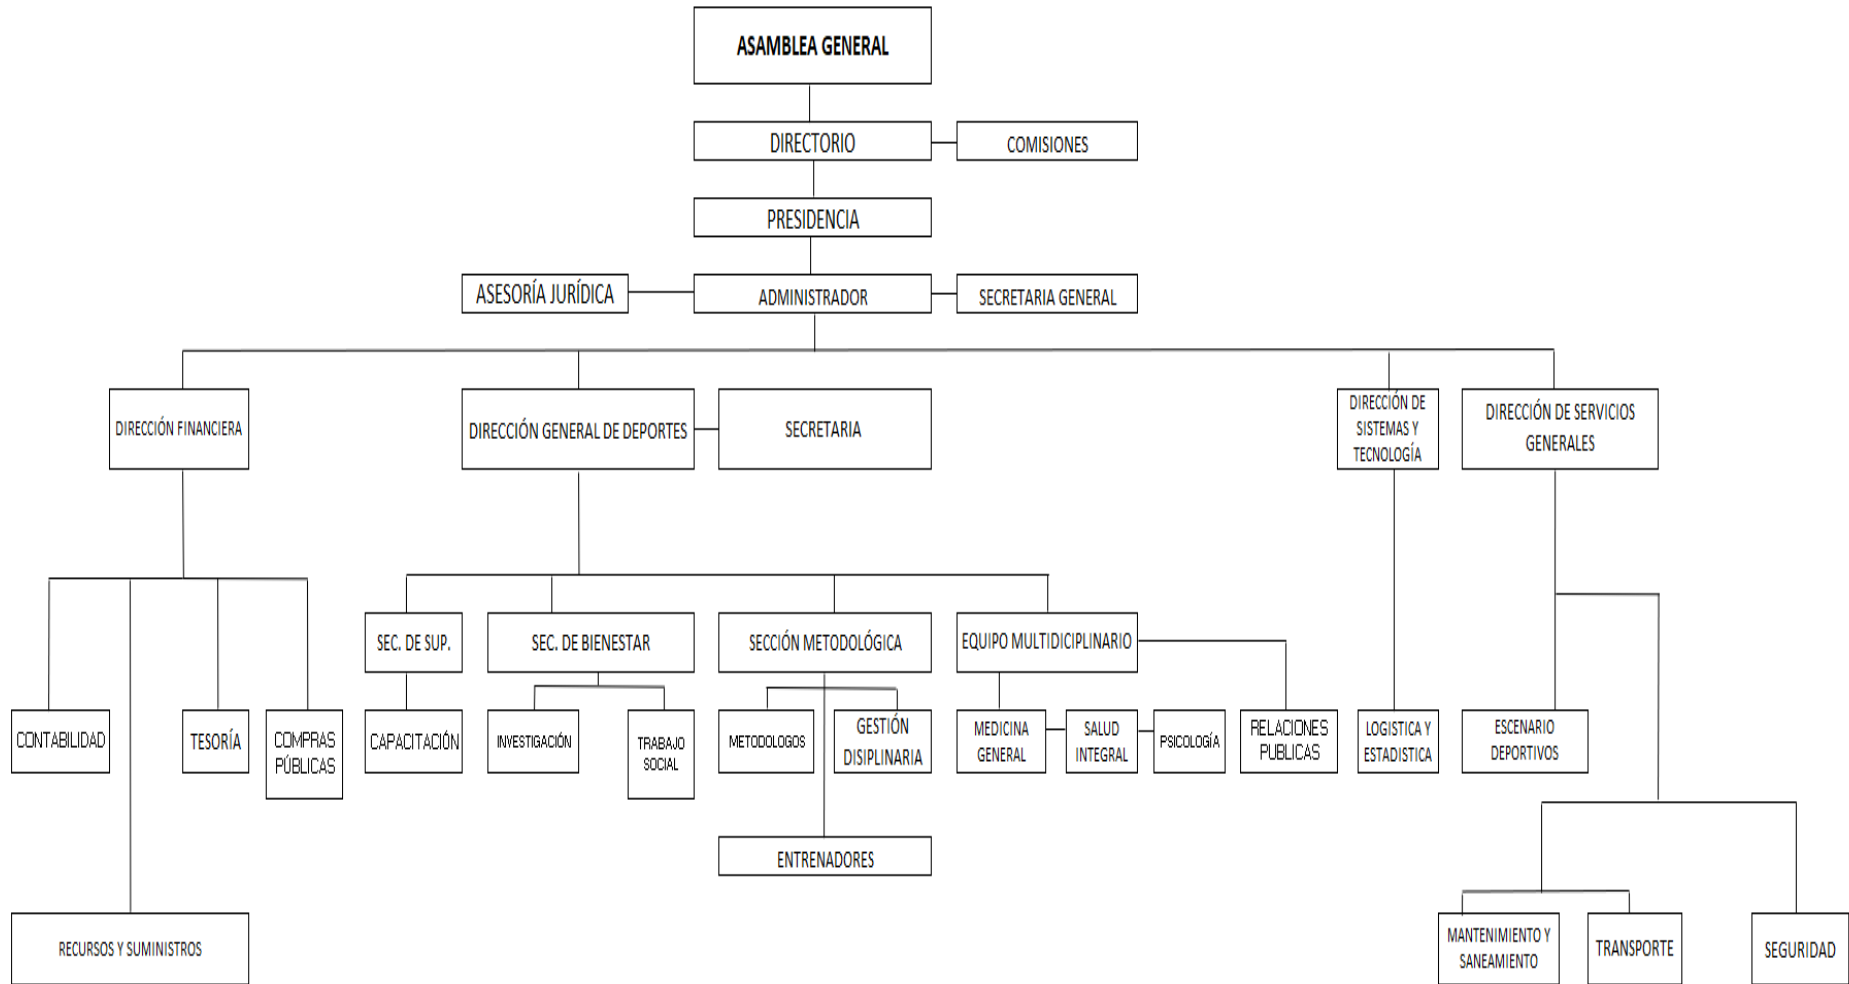 ASAMBLEA GENERAL
DIRECTORIO
COMISIONES
PRESIDENCIA
ASESORÍA JURÍDICA
ADMINISTRADOR
SECRETARIA GENERAL
DIRECCIÓN FINANCIERA
DIRECCIÓN GENERAL DE DEPORTES
SECRETARIA
DIRECCIÓN DE
SISTEMAS Y
TECNOLOGÍA
DIRECCIÓN DE SERVICIOS
GENERALES
SEC. DE SUP.
SEC. DE BIENESTAR
SECCIÓN METODOLÓGICA
EQUIPO MULTIDICIPLINARIO
CONTABILIDAD
TESORÍA
COMPRAS
PÚBLICAS
CAPACITACIÓN
INVESTIGACIÓN
TRABAJO
SOCIAL
METODOLOGOS
GESTIÓN
DISIPLINARIA
MEDICINA
GENERAL
SALUD
INTEGRAL
PSICOLOGÍA
RELACIONES
PUBLICAS
LOGISTICA Y
ESTADISTICA
ESCENARIO
DEPORTIVOS
ENTRENADORES
RECURSOS Y SUMINISTROS
MANTENIMIENTO Y
SANEAMIENTO
TRANSPORTE
SEGURIDAD